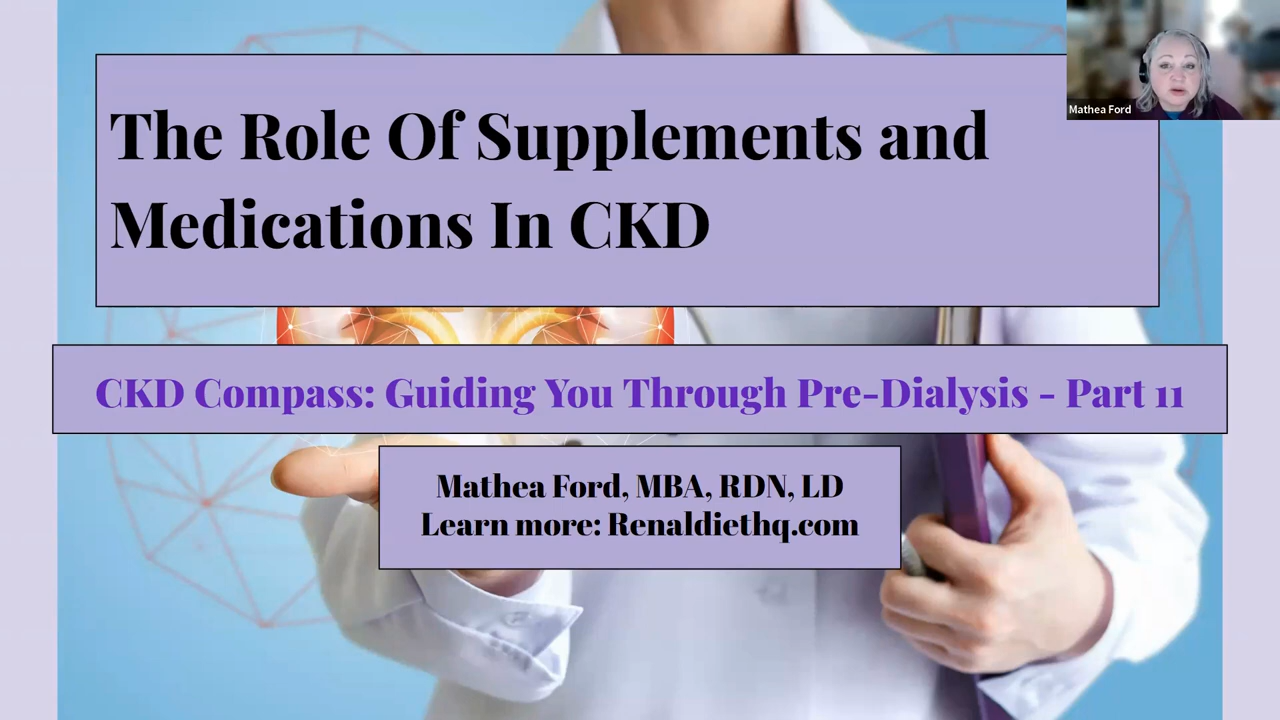 Mathea Ford
The Role Of Supplements and
Medications In CKD
CKD Compass: Guiding You Through Pre-Dialysis - Part 11
Mathea Ford, MBA, RDN, LD
Learn more: Renaldiethq.com